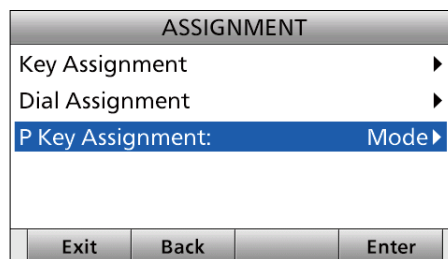 ASSIGNMENT
Key Assignment
Dial Assignment
P Key Assignment: Mode
Exit Back Enter